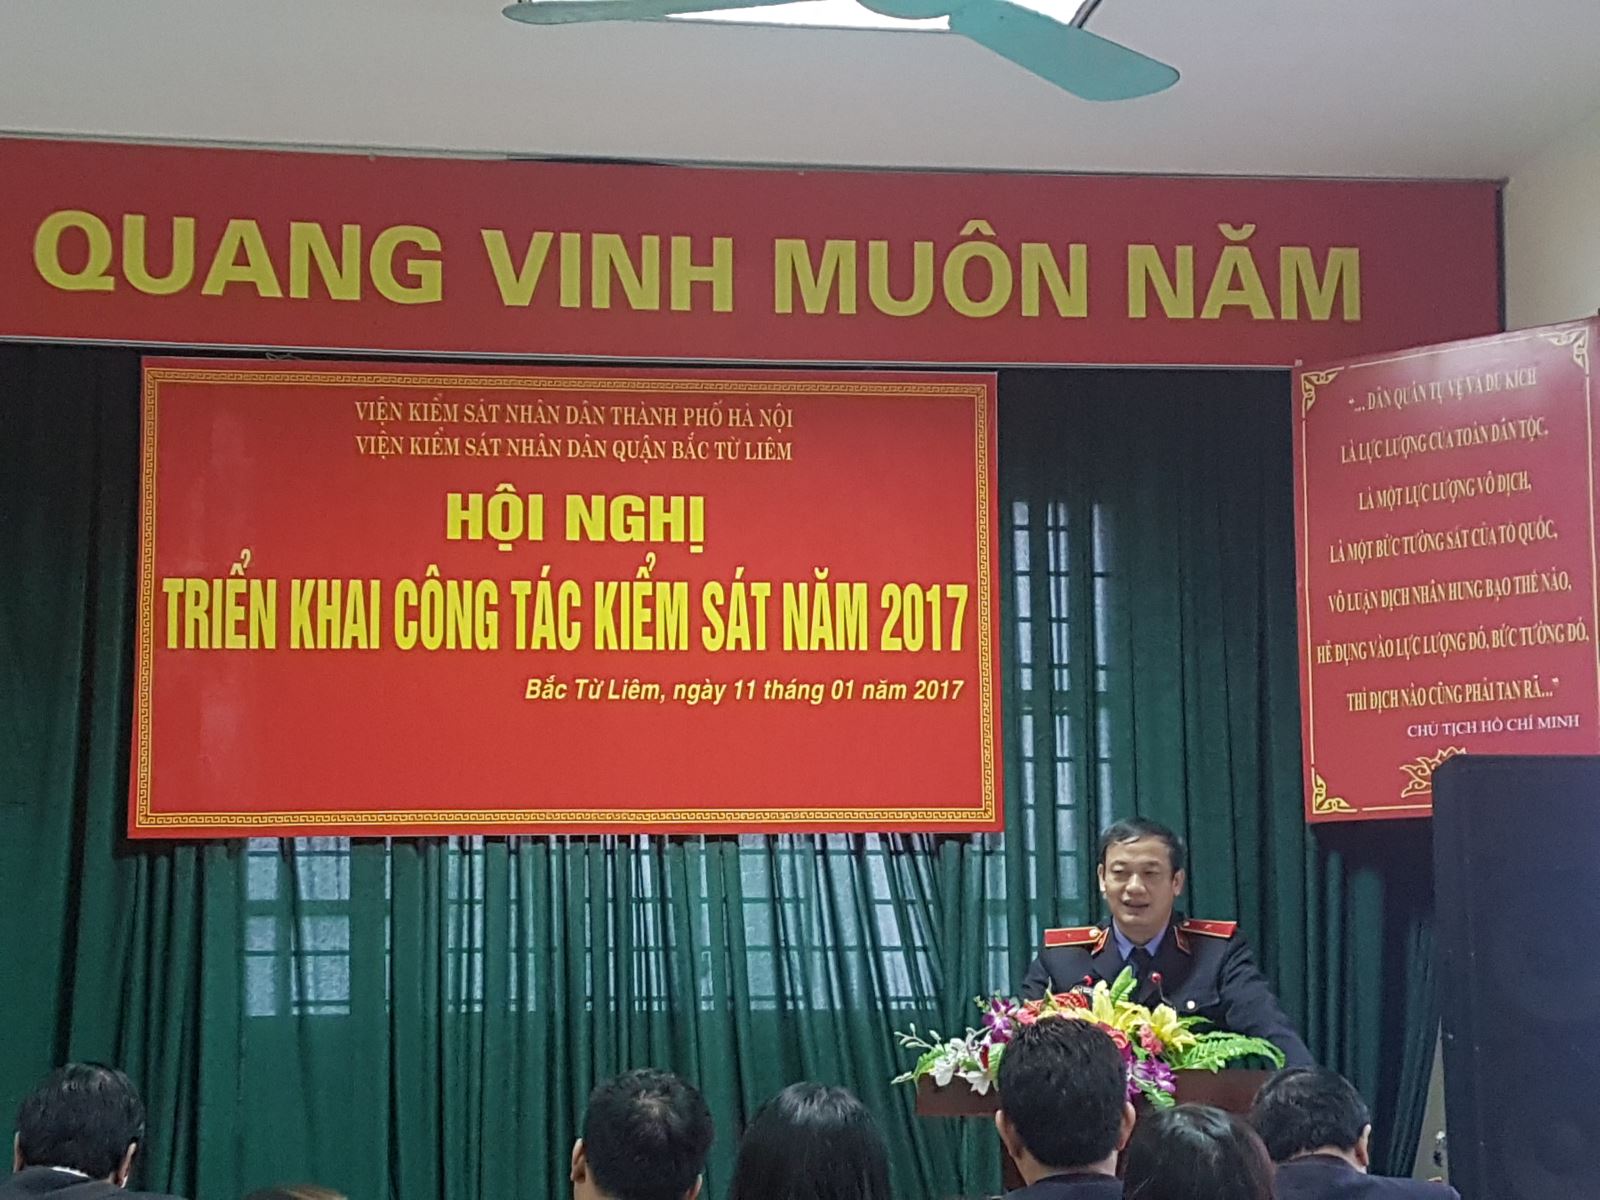 QUANG VINH MUÔN NĂM
VIỆN KIỂM SÁT NHÂN DÂN THÀNH PHỐ HÀ NỘI
VIỆN KIỂM SÁT NHÂN DÂN QUẬN BẮC TỪ LIÊM
HỘI NGHỊ
TRIỂN KHAI CÔNG TÁC KIỂM SÁT NĂM 2017
Bắc Từ Liêm, ngày 11 tháng 01 năm 2017
"... DÂN QUÂN TỰ VỆ VÀ DU KÍCH
LÀ LỰC LƯỢNG CỦA TOÀN DÂN TỘC,
LÀ MỘT LỰC LƯỢNG VÔ ĐỊCH,
LÀ MỘT BỨC TƯỜNG SẮT CỦA TỔ QUỐC,
VÔ LUẬN ĐỊCH NHÂN HUNG BẠO THẾ NÀO,
HỄ ĐỤNG VÀO LỰC LƯỢNG ĐÓ, BỨC TƯỜNG ĐÓ,
THÌ ĐỊCH NÀO CŨNG PHẢI TAN RÃ..."
CHỦ TỊCH HỒ CHÍ MINH